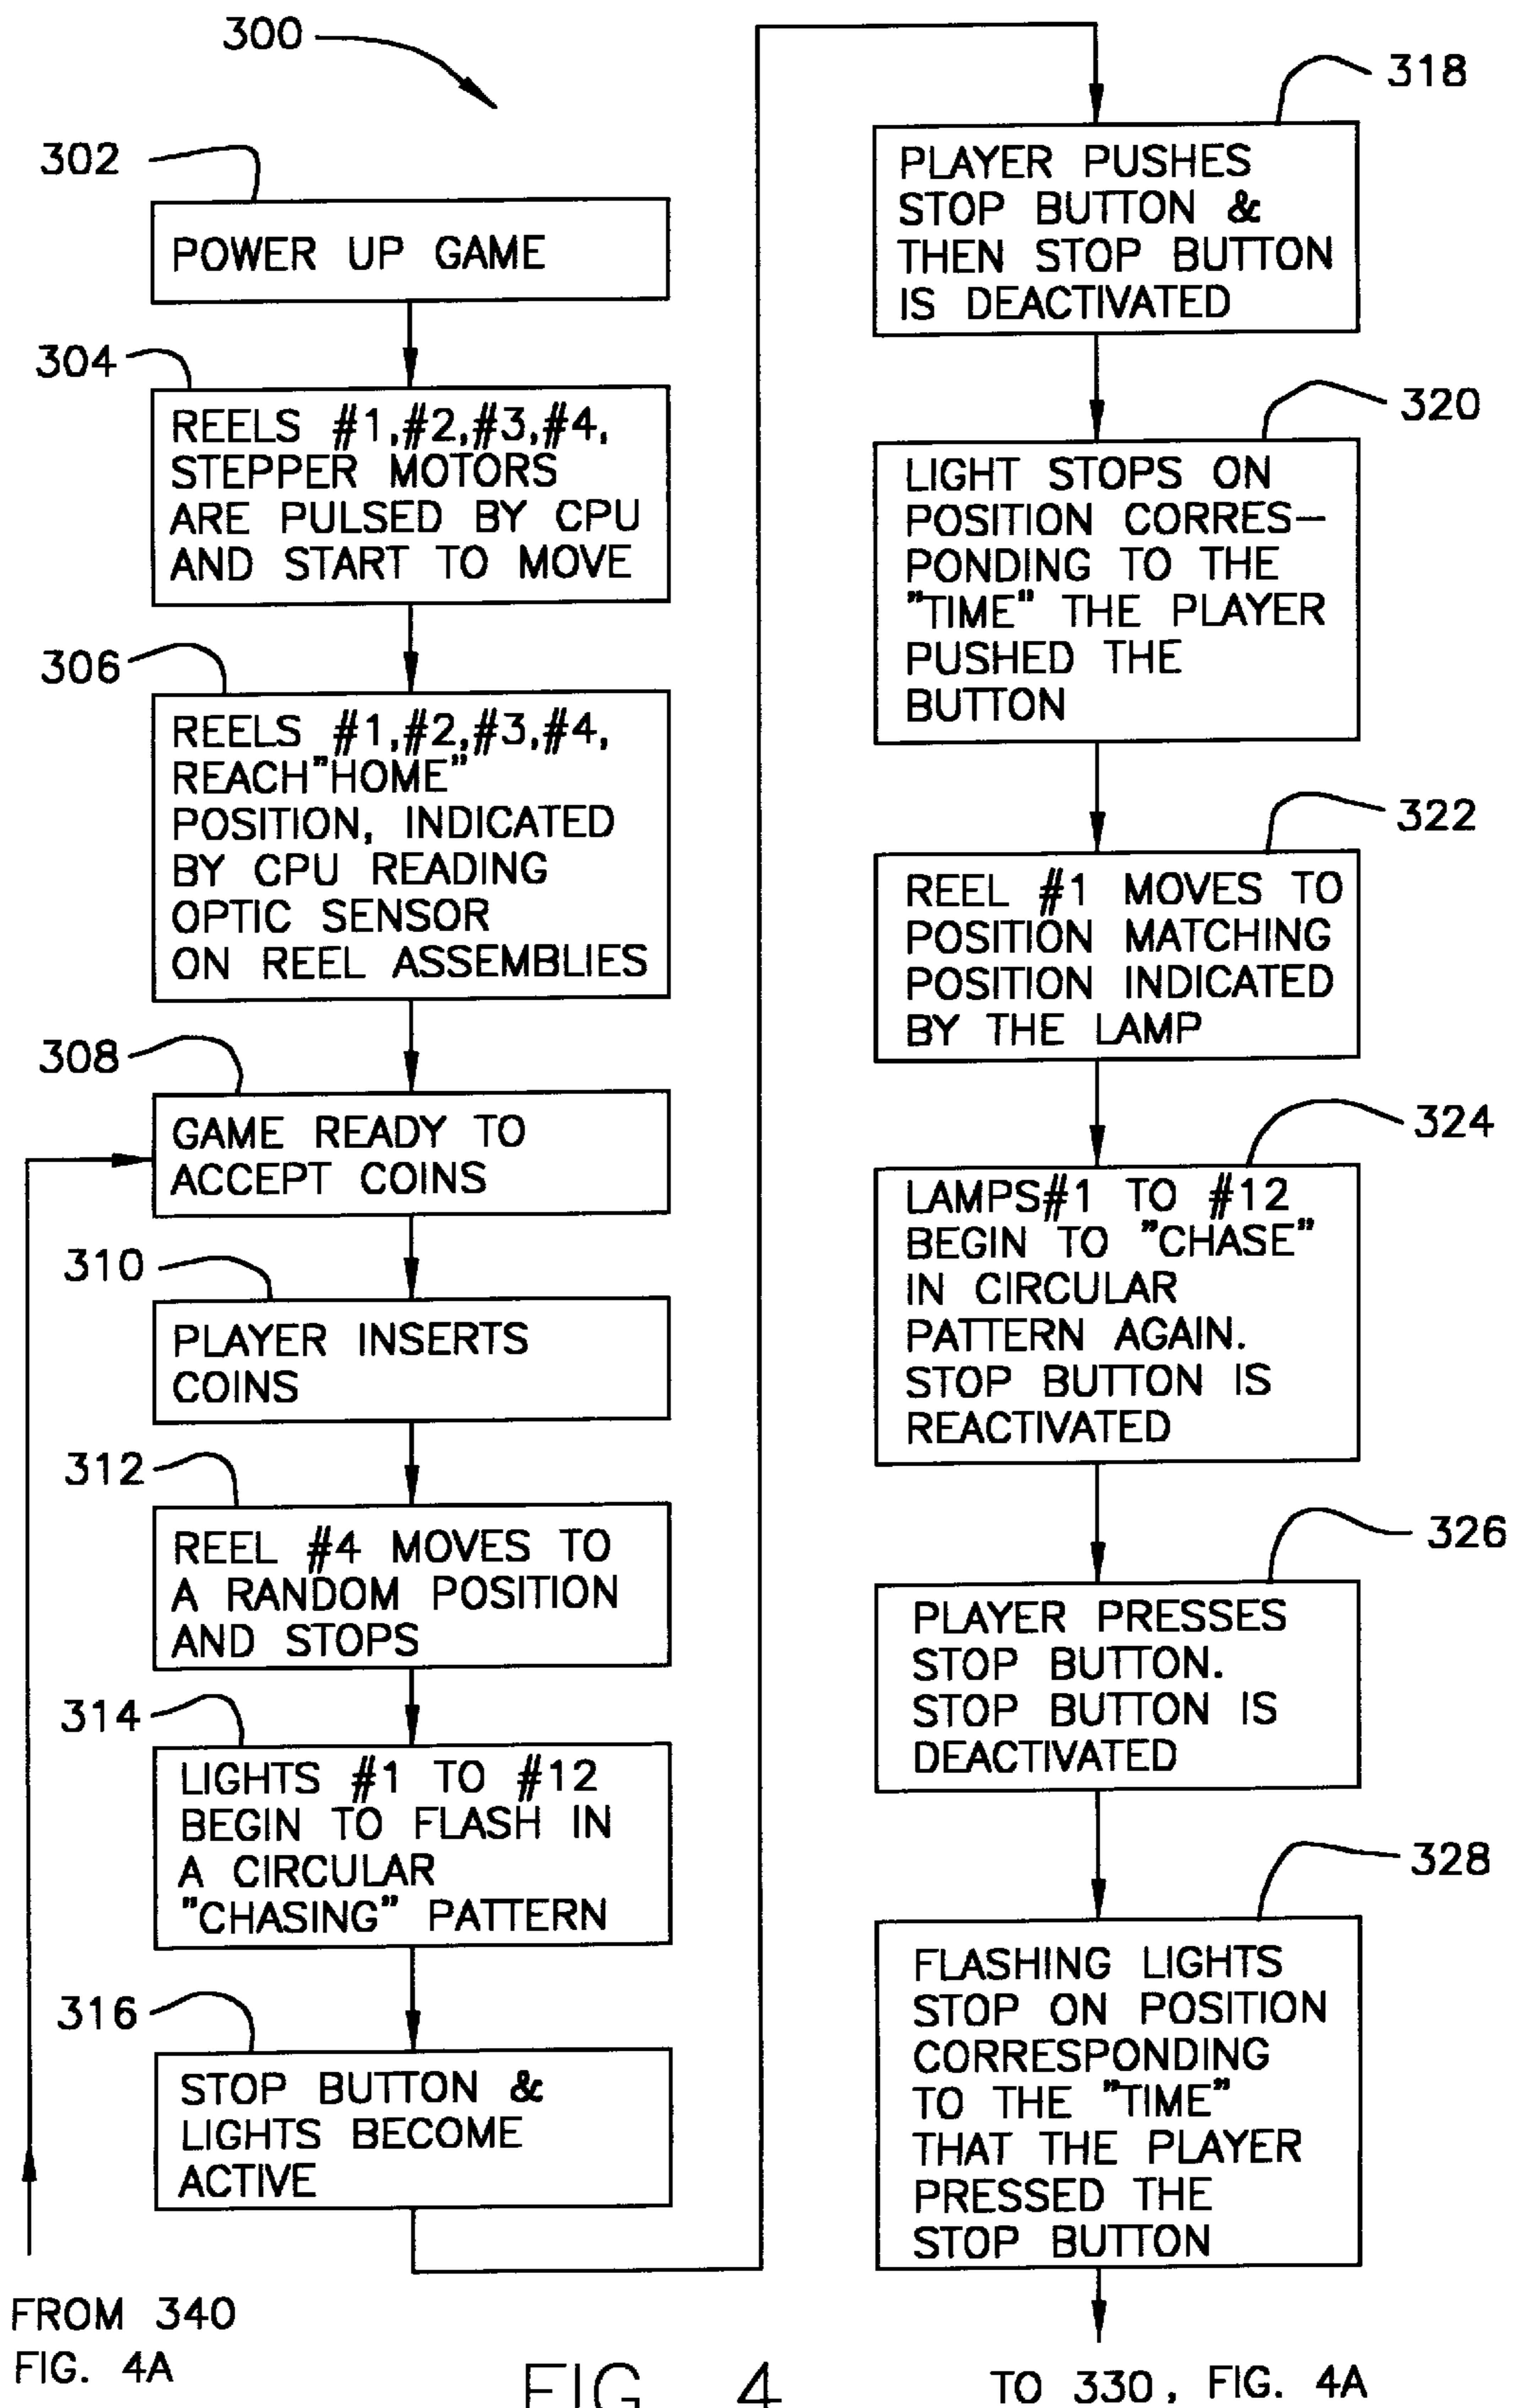 300
302
POWER UP GAME
304
REELS #1,#2,#3,#4,
STEPPER MOTORS
ARE PULSED BY CPU
AND START TO MOVE
306
REELS #1,#2,#3,#4,
REACH"HOME"
POSITION, INDICATED
BY CPU READING
OPTIC SENSOR
ON REEL ASSEMBLIES
308
GAME READY TO
ACCEPT COINS
310
PLAYER INSERTS
COINS
312
REEL #4 MOVES TO
A RANDOM POSITION
AND STOPS
314
LIGHTS #1 TO #12
BEGIN TO FLASH IN
A CIRCULAR
"CHASING" PATTERN
316
STOP BUTTON &
LIGHTS BECOME
ACTIVE
FROM 340
FIG. 4A
318
PLAYER PUSHES
STOP BUTTON &
THEN STOP BUTTON
IS DEACTIVATED
320
LIGHT STOPS ON
POSITION CORRES-
PONDING TO THE
"TIME" THE PLAYER
PUSHED THE
BUTTON
322
REEL #1 MOVES TO
POSITION MATCHING
POSITION INDICATED
BY THE LAMP
324
LAMPS#1 TO #12
BEGIN TO "CHASE"
IN CIRCULAR
PATTERN AGAIN.
STOP BUTTON IS
REACTIVATED
326
PLAYER PRESSES
STOP BUTTON.
STOP BUTTON IS
DEACTIVATED
328
FLASHING LIGHTS
STOP ON POSITION
CORRESPONDING
TO THE "TIME"
THAT THE PLAYER
PRESSED THE
STOP BUTTON
TO 330, FIG. 4A
FIG. 4